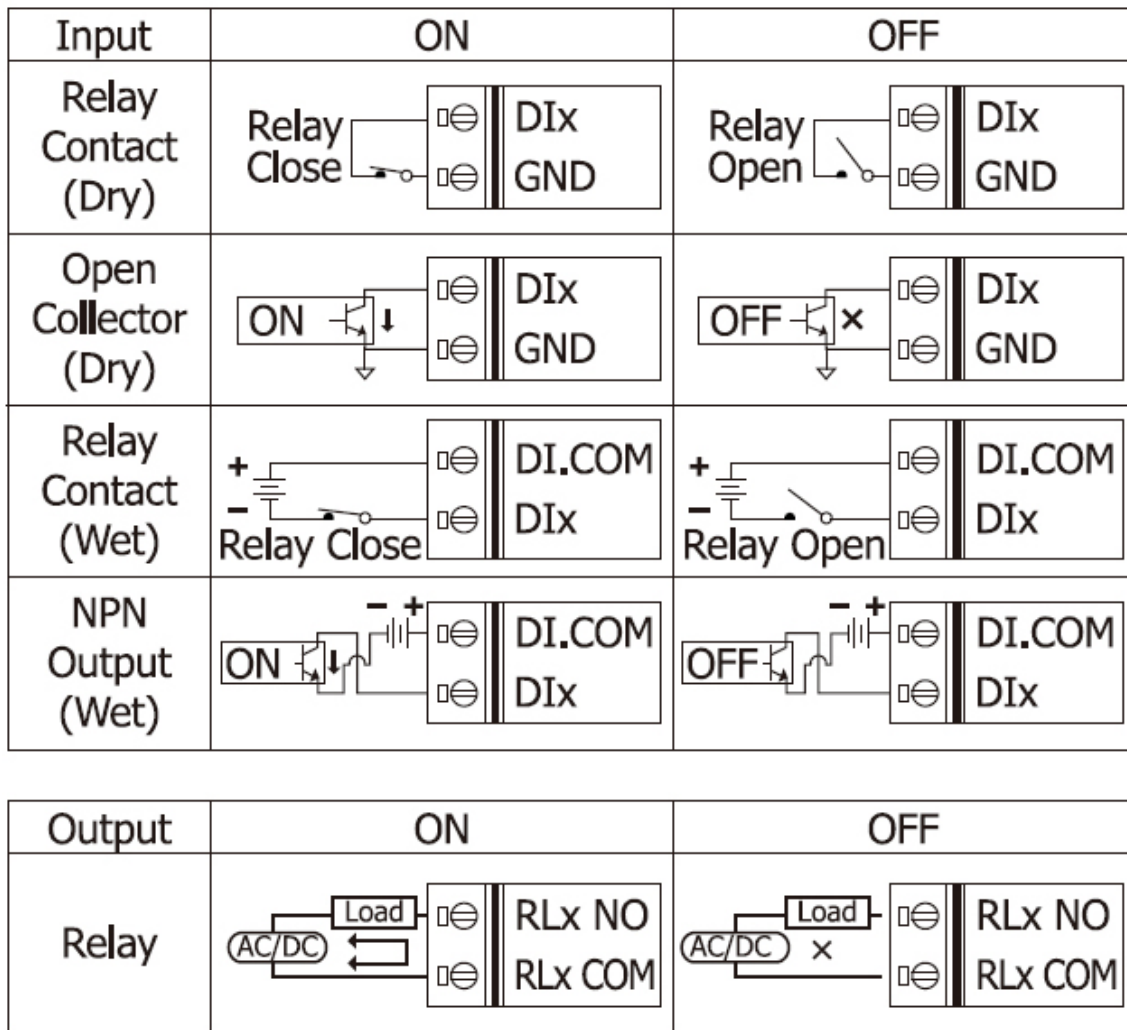 Input ON OFF
Relay
Contact
(Dry)
Relay
Close
DIx
GND
Relay
Open
DIx
GND
Open
Collector
(Dry)
ON
DIx
GND
OFF
DIx
GND
Relay
Contact
(Wet)
+
−
Relay Close
DI.COM
DIx
+
−
Relay Open
DI.COM
DIx
NPN
Output
(Wet)
− +
ON
DI.COM
DIx
− +
OFF
DI.COM
DIx
Output ON OFF
Relay
Load
AC/DC
RLx NO
RLx COM
Load
AC/DC
×
RLx NO
RLx COM